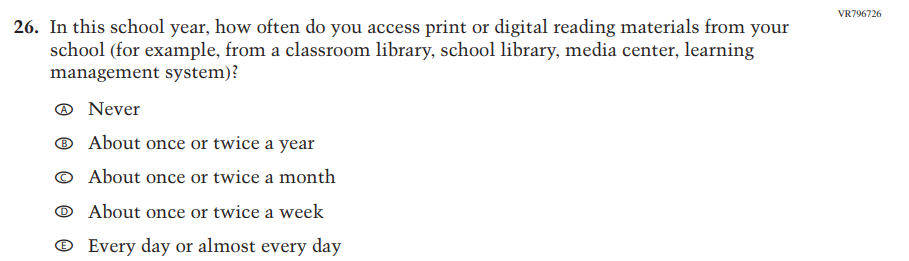 VR796726
26. In this school year, how often do you access print or digital reading materials from your
school (for example, from a classroom library, school library, media center, learning
management system)?
A Never
B About once or twice a year
C About once or twice a month
D About once or twice a week
E Every day or almost every day